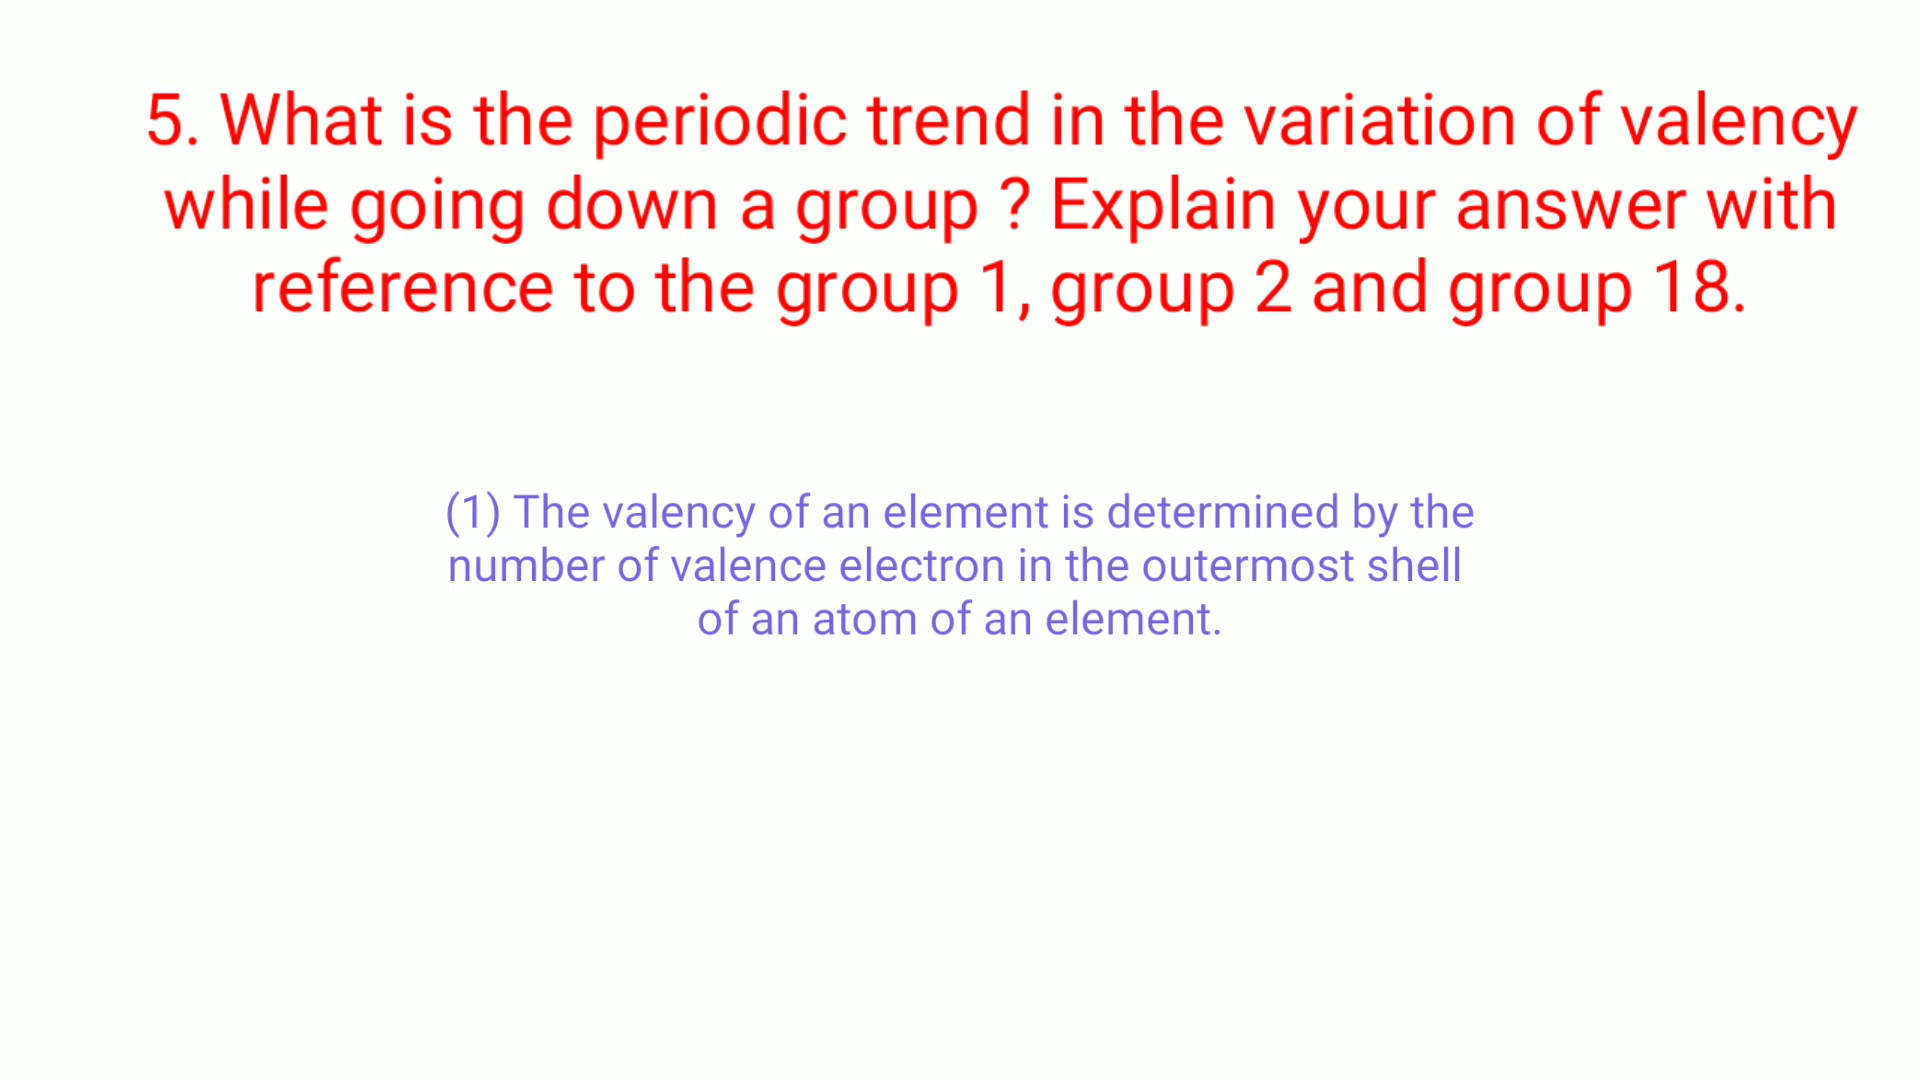 5. What is the periodic trend in the variation of valency
while going down a group ? Explain your answer with
reference to the group 1, group 2 and group 18.
(1) The valency of an element is determined by the
number of valence electron in the outermost shell
of an atom of an element.